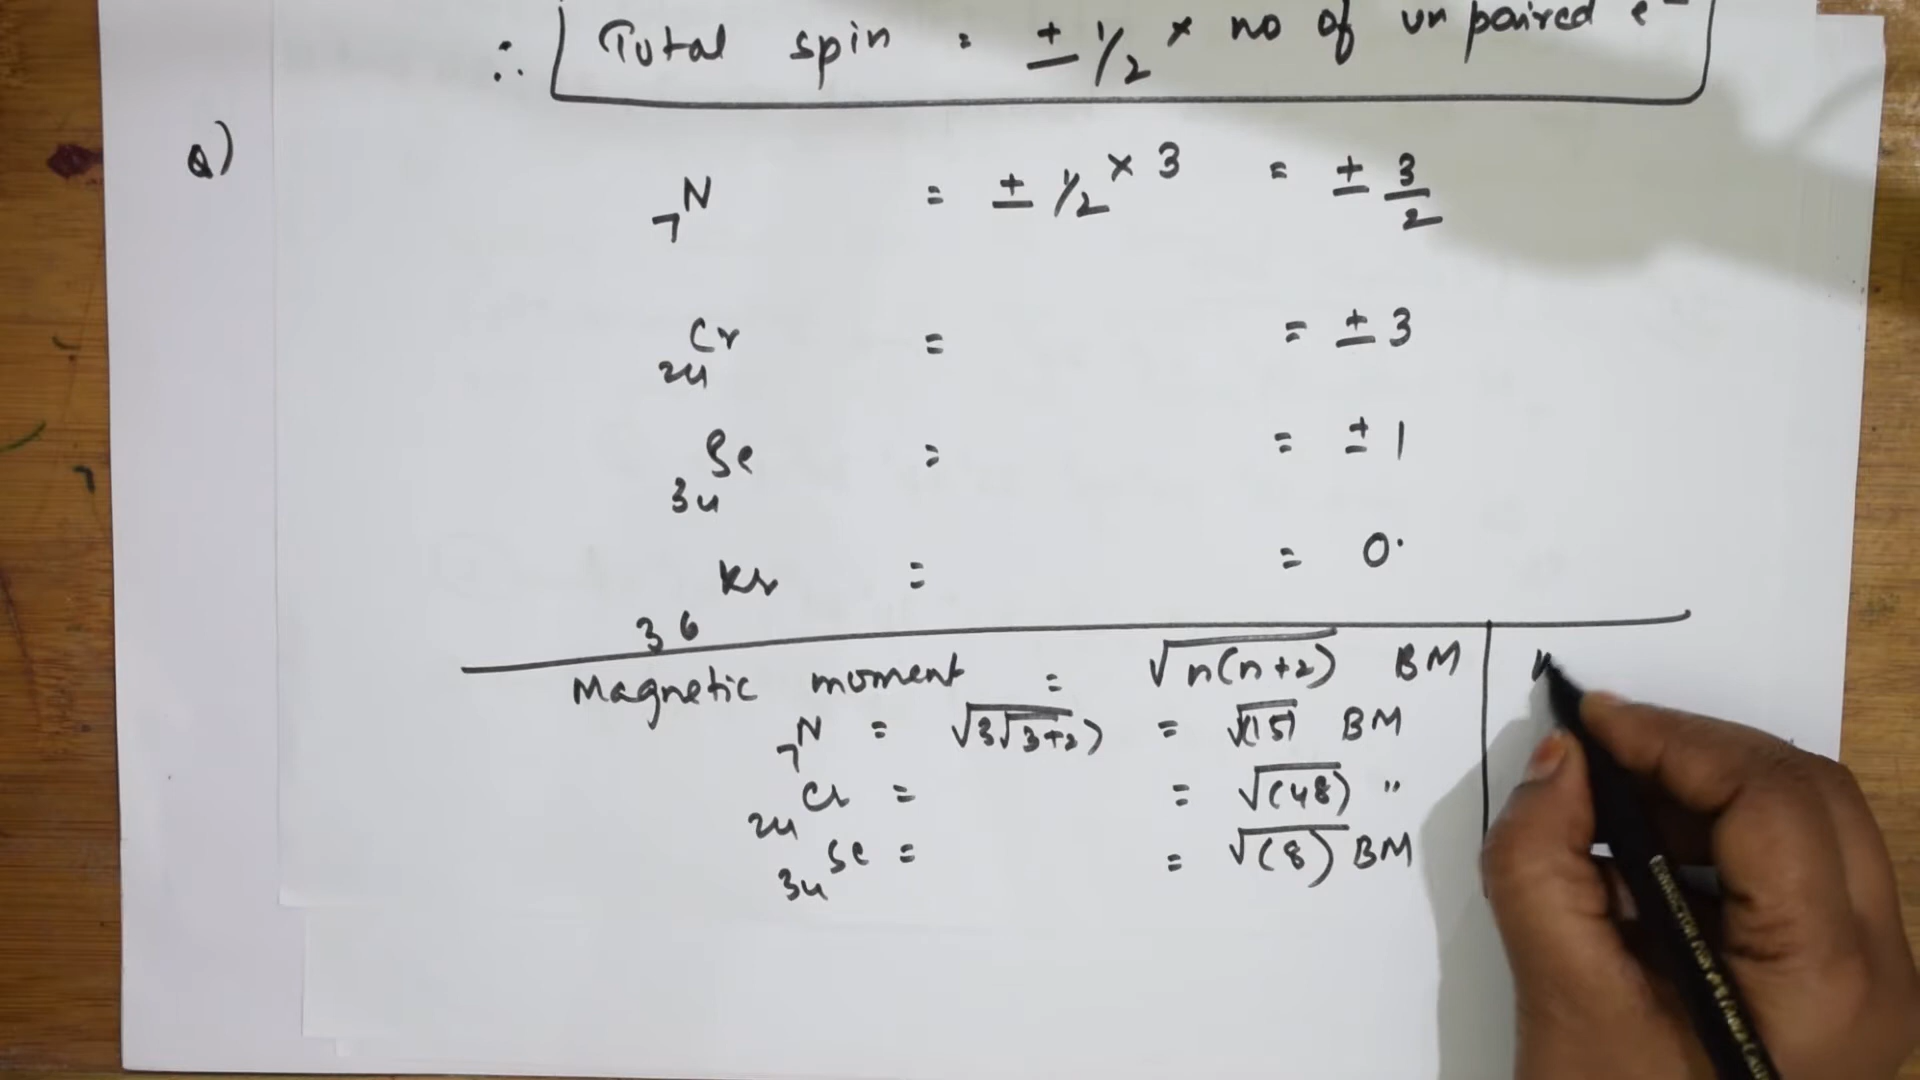 ∴ Total spin = ± 1/2 × no of unpaired e⁻
Q)
₇N = ± 1/2 × 3 = ± 3/2
₂₄Cr = = ± 3
₃₄Se = = ± 1
₃₆Kr = = 0.
Magnetic moment = √n(n+2) BM
₇N = √3√3+2) = √(15) BM
₂₄Cr = = √(48) "
₃₄Se = = √(8) BM